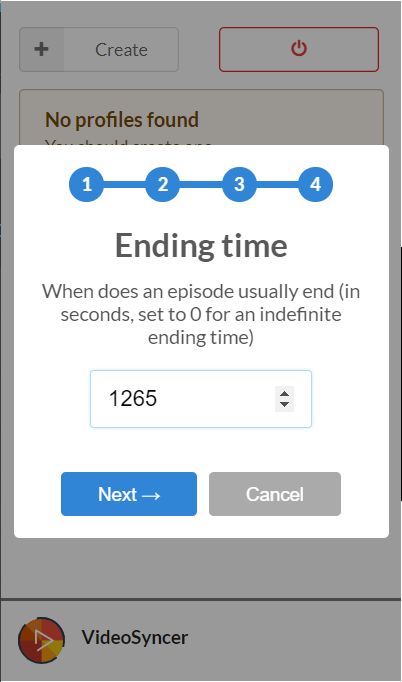 Create
No profiles found
You should create one
1 2 3 4
Ending time
When does an episode usually end (in
seconds, set to 0 for an indefinite
ending time)
1265
Next →
Cancel
VideoSyncer